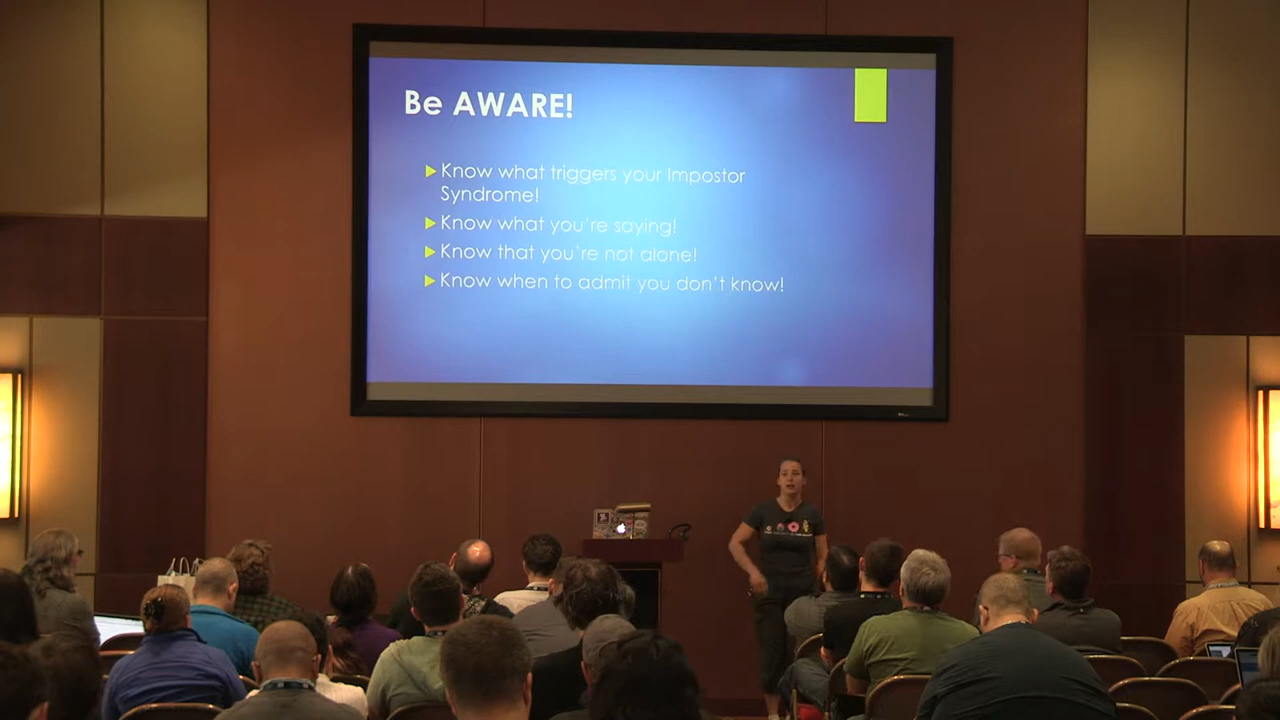 Be AWARE!
Know what triggers your Impostor
Syndrome!
Know what you're saying!
Know that you're not alone!
Know when to admit you don't know!